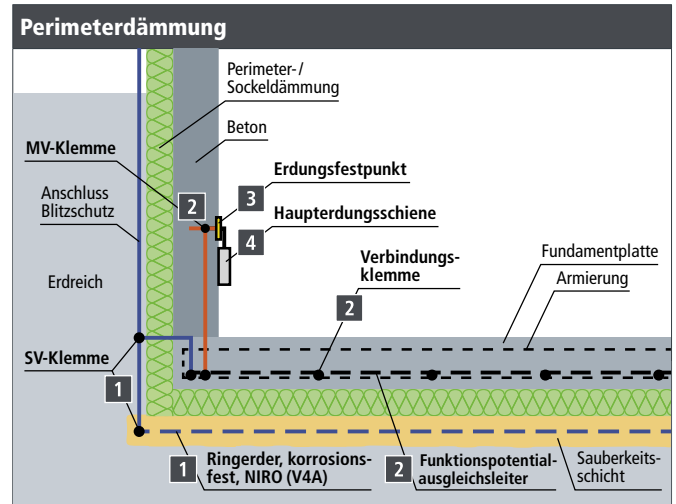 Perimeterdämmung
Perimeter-/
Sockeldämmung
Beton
MV-Klemme
Erdungsfestpunkt
2
3
Anschluss
Blitzschutz
Haupterdungsschiene
4
Verbindungs-
klemme
Fundamentplatte
Armierung
Erdreich
2
SV-Klemme
1
1
Ringerder, korrosions-
fest, NIRO (V4A)
2
Funktionspotential-
ausgleichsleiter
Sauberkeits-
schicht